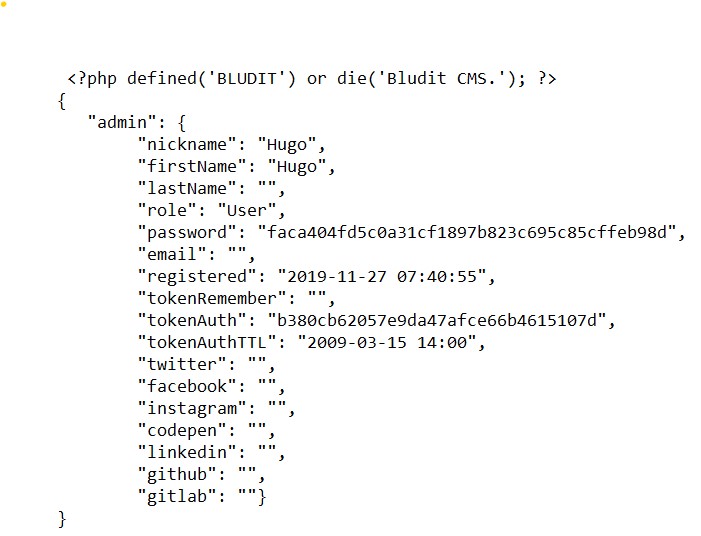 <?php defined('BLUDIT') or die('Bludit CMS.'); ?>
{
"admin": {
"nickname": "Hugo",
"firstName": "Hugo",
"lastName": "",
"role": "User",
"password": "faca404fd5c0a31cf1897b823c695c85cffeb98d",
"email": "",
"registered": "2019-11-27 07:40:55",
"tokenRemember": "",
"tokenAuth": "b380cb62057e9da47afce66b4615107d",
"tokenAuthTTL": "2009-03-15 14:00",
"twitter": "",
"facebook": "",
"instagram": "",
"codepen": "",
"linkedin": "",
"github": "",
"gitlab": ""}
}